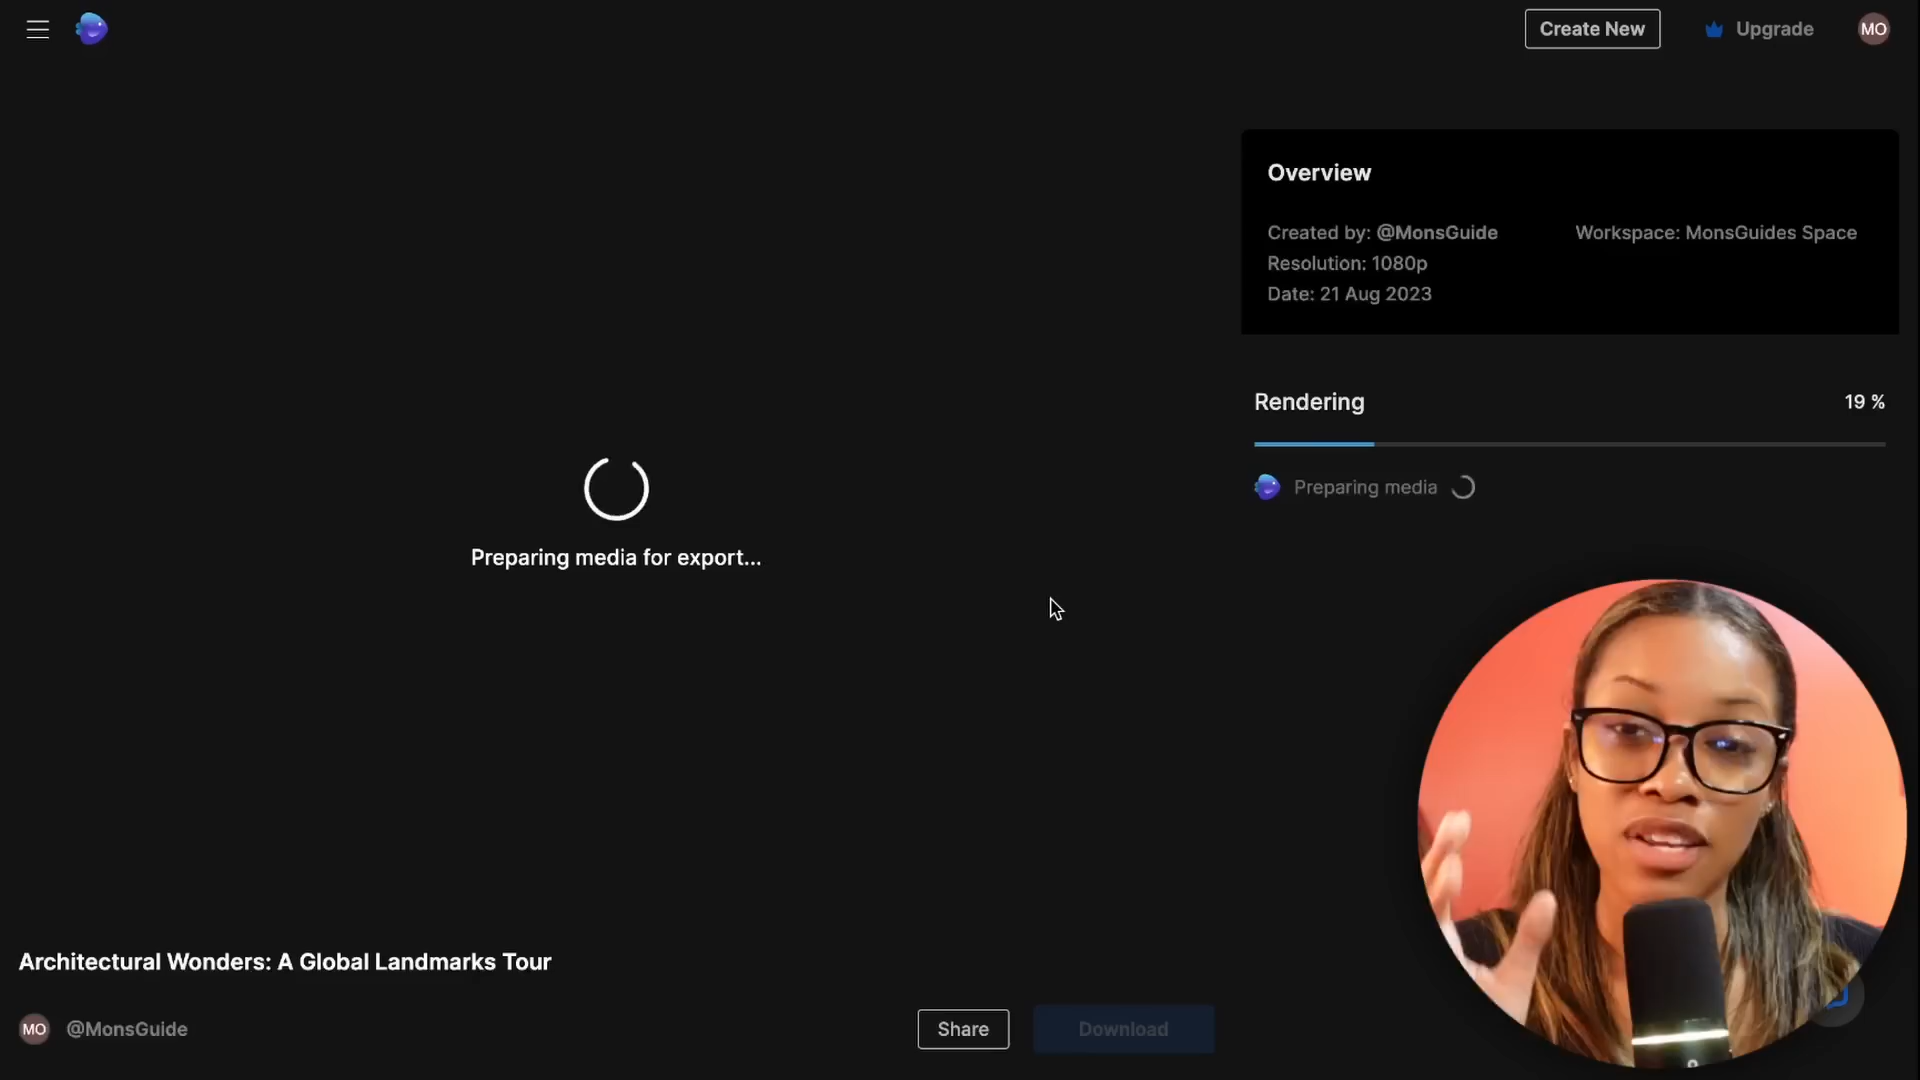 Create New
Upgrade
MO
Overview
Created by: @MonsGuide
Workspace: MonsGuides Space
Resolution: 1080p
Date: 21 Aug 2023
Rendering
19 %
Preparing media
Preparing media for export...
Architectural Wonders: A Global Landmarks Tour
MO
@MonsGuide
Share
Download